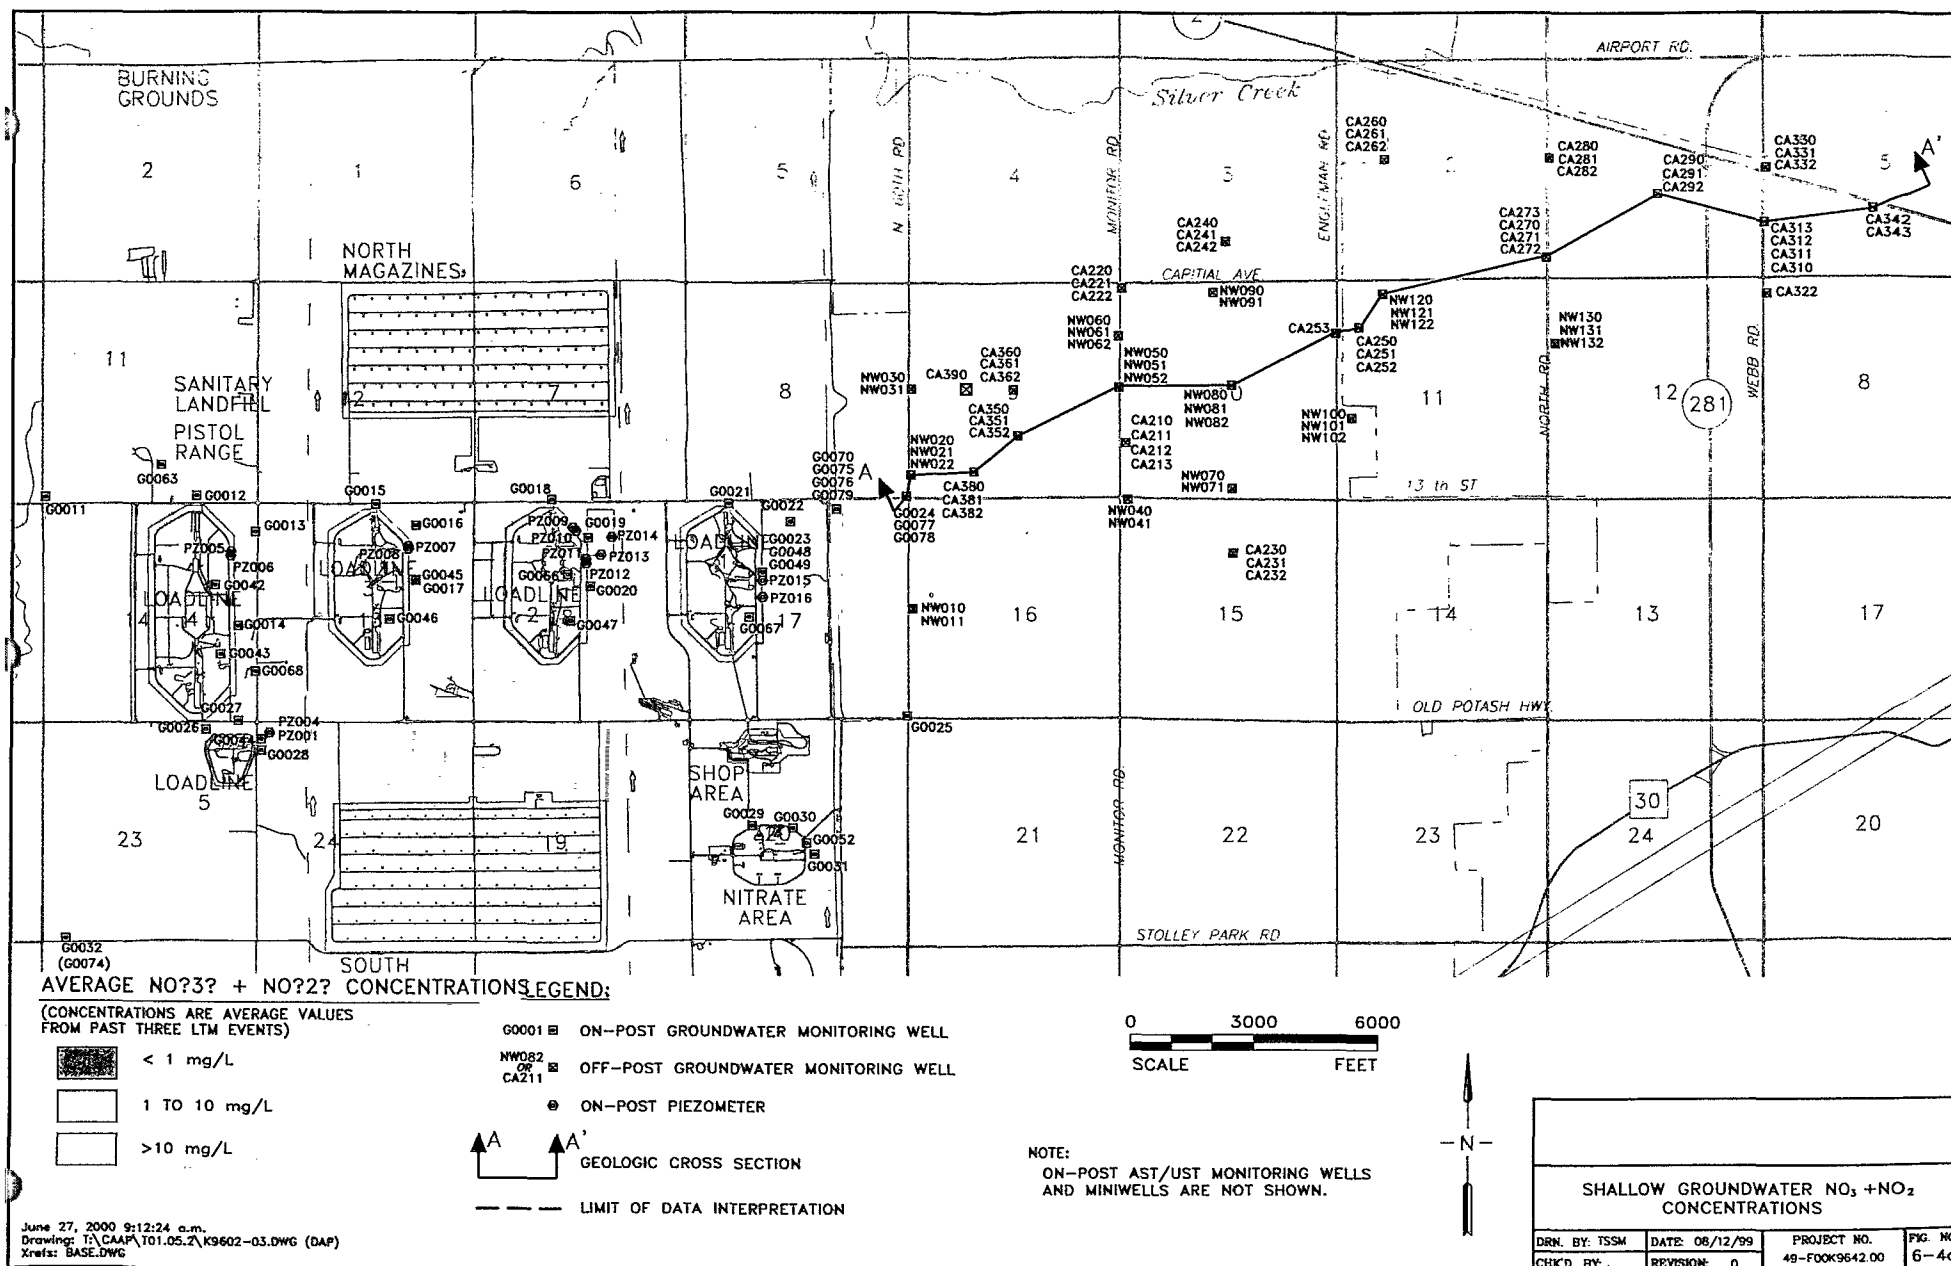 2
AIRPORT RD.
BURNING
GROUNDS
Silver Creek
N 60TH RD
MONITOR RD
ENGLEMAN RD
CA260
CA261
CA262
CA280
CA281
CA282
CA290
CA291
CA292
CA330
CA331
CA332
A'
2
1
6
5
4
3
2
5
CA240
CA241
CA242
CA273
CA270
CA271
CA272
CA342
CA343
CA313
CA312
CA311
CA310
NORTH
MAGAZINES
CAPITIAL AVE.
CA220
CA221
CA222
NW090
NW091
NW120
NW121
NW122
CA322
NW060
NW061
NW062
CA253
CA250
CA251
CA252
NW130
NW131
NW132
NORTH RD
WEBB RD.
11
SANITARY
LANDFILL
12
PISTOL
RANGE
7
8
NW030
NW031
CA390
CA360
CA361
CA362
9
NW050
NW051
NW052
NW080
NW081
NW082
NW100
NW101
NW102
11
12
281
8
CA350
CA351
CA352
CA210
CA211
CA212
CA213
NW020
NW021
NW022
G0070
G0075
G0076
G0079
A
CA380
CA381
CA382
NW070
NW071
13 th ST
G0063
G0011
G0012
G0015
G0018
G0021
G0022
G0024
G0077
G0078
NW040
NW041
G0013
G0016
PZ009
G0019
PZ014
PZ010
PZ005
PZ006
PZ008
PZ007
PZ011
PZ013
PZ012
G0023
G0048
G0049
PZ015
PZ016
CA230
CA231
CA232
G0042
G0045
G0017
G0066
G0020
LOADLINE
4
LOADLINE
3
LOADLINE
2
LOADLINE
14
G0014
G0046
G0047
G0067
17
NW010
NW011
16
15
14
13
17
G0043
G0068
G0027
G0026
PZ004
PZ001
G0044
G0028
G0025
OLD POTASH HWY.
LOADLINE
5
SHOP
AREA
MONITOR RD.
30
23
24
19
G0029
G0030
G0052
G0031
21
22
23
24
20
NITRATE
AREA
STOLLEY PARK RD
G0032
(G0074)
SOUTH
AVERAGE NO?3? + NO?2? CONCENTRATIONS
(CONCENTRATIONS ARE AVERAGE VALUES
FROM PAST THREE LTM EVENTS)
< 1 mg/L
1 TO 10 mg/L
>10 mg/L
LEGEND:
G0001 ON-POST GROUNDWATER MONITORING WELL
NW082
OR
CA211
OFF-POST GROUNDWATER MONITORING WELL
ON-POST PIEZOMETER
A A'
GEOLOGIC CROSS SECTION
LIMIT OF DATA INTERPRETATION
0 3000 6000
SCALE FEET
-N-
NOTE:
ON-POST AST/UST MONITORING WELLS
AND MINIWELLS ARE NOT SHOWN.
SHALLOW GROUNDWATER NO₃ +NO₂
CONCENTRATIONS
DRN. BY: TSSM
DATE: 08/12/99
PROJECT NO.
49-F00K9642.00
CHK'D. BY:
REVISION: 0
June 27, 2000 9:12:24 a.m.
Drawing: T:\CAAP\T01.05.2\K9602-03.DWG (DAP)
Xrefs: BASE.DWG